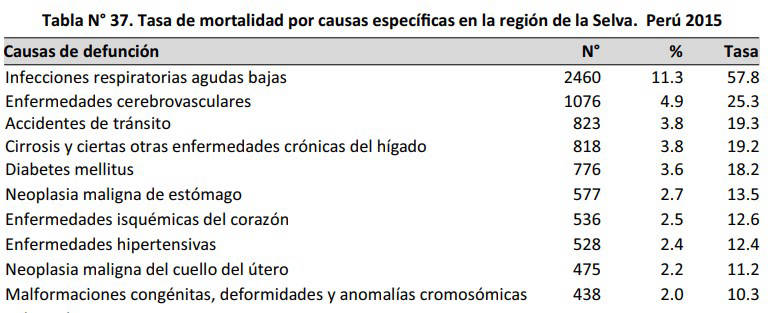 Tabla N° 37. Tasa de mortalidad por causas específicas en la región de la Selva. Perú 2015
Causas de defunción N° % Tasa
Infecciones respiratorias agudas bajas 2460 11.3 57.8
Enfermedades cerebrovasculares 1076 4.9 25.3
Accidentes de tránsito 823 3.8 19.3
Cirrosis y ciertas otras enfermedades crónicas del hígado 818 3.8 19.2
Diabetes mellitus 776 3.6 18.2
Neoplasia maligna de estómago 577 2.7 13.5
Enfermedades isquémicas del corazón 536 2.5 12.6
Enfermedades hipertensivas 528 2.4 12.4
Neoplasia maligna del cuello del útero 475 2.2 11.2
Malformaciones congénitas, deformidades y anomalías cromosómicas 438 2.0 10.3